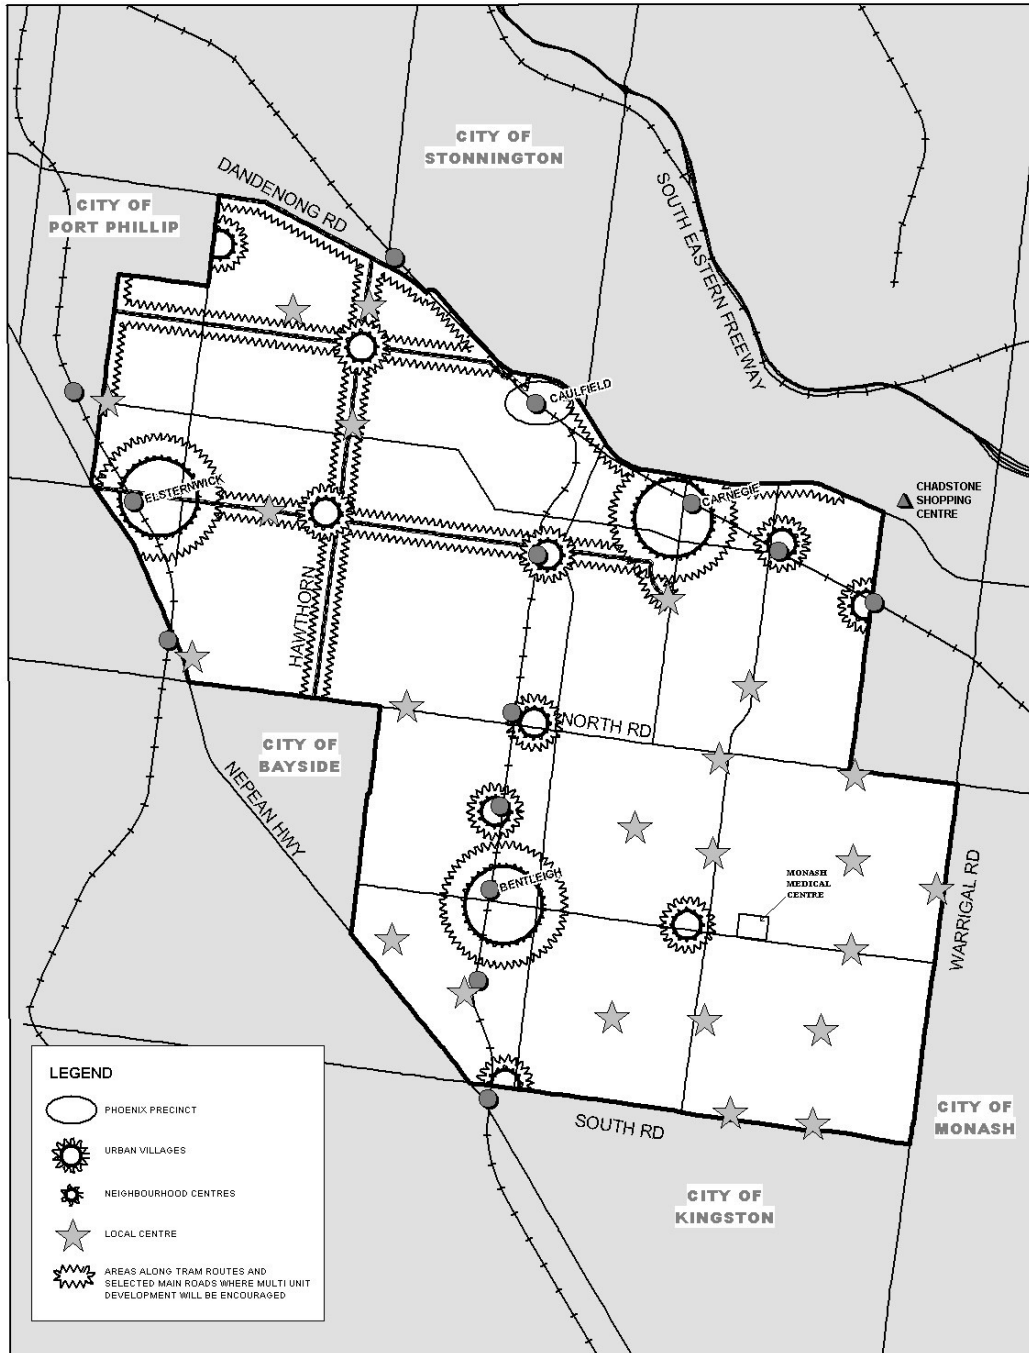 CITY OF
STONNINGTON
DANDENONG RD
CITY OF
PORT PHILLIP
SOUTH EASTERN FREEWAY
CAULFIELD
ELSTERNWICK
CARNEGIE
CHADSTONE
SHOPPING
CENTRE
HAWTHORN
NORTH RD
CITY OF
BAYSIDE
NEPEAN HWY
BENTLEIGH
MONASH
MEDICAL
CENTRE
WARRIGAL RD
SOUTH RD
CITY OF
MONASH
CITY OF
KINGSTON
LEGEND
PHOENIX PRECINCT
URBAN VILLAGES
NEIGHBOURHOOD CENTRES
LOCAL CENTRE
AREAS ALONG TRAM ROUTES AND
SELECTED MAIN ROADS WHERE MULTI UNIT
DEVELOPMENT WILL BE ENCOURAGED